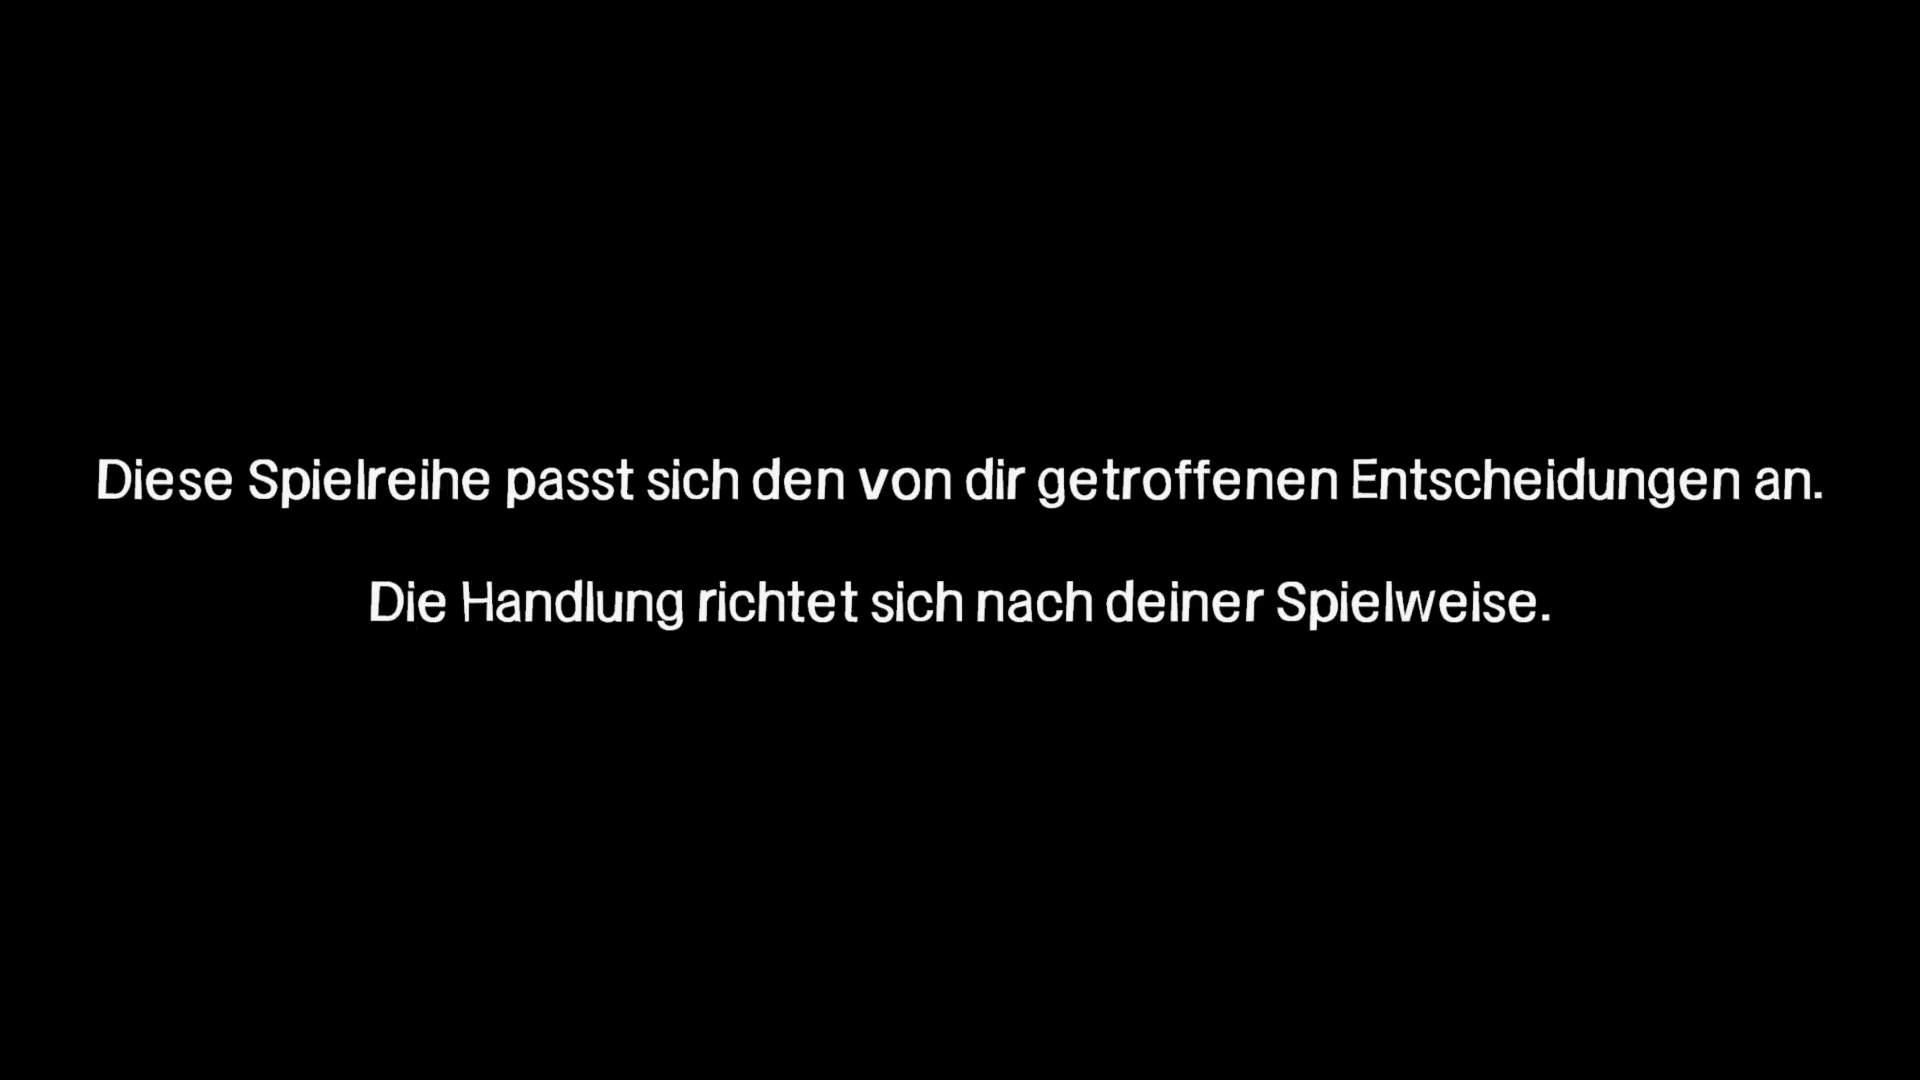 Diese Spielreihe passt sich den von dir getroffenen Entscheidungen an.
Die Handlung richtet sich nach deiner Spielweise.